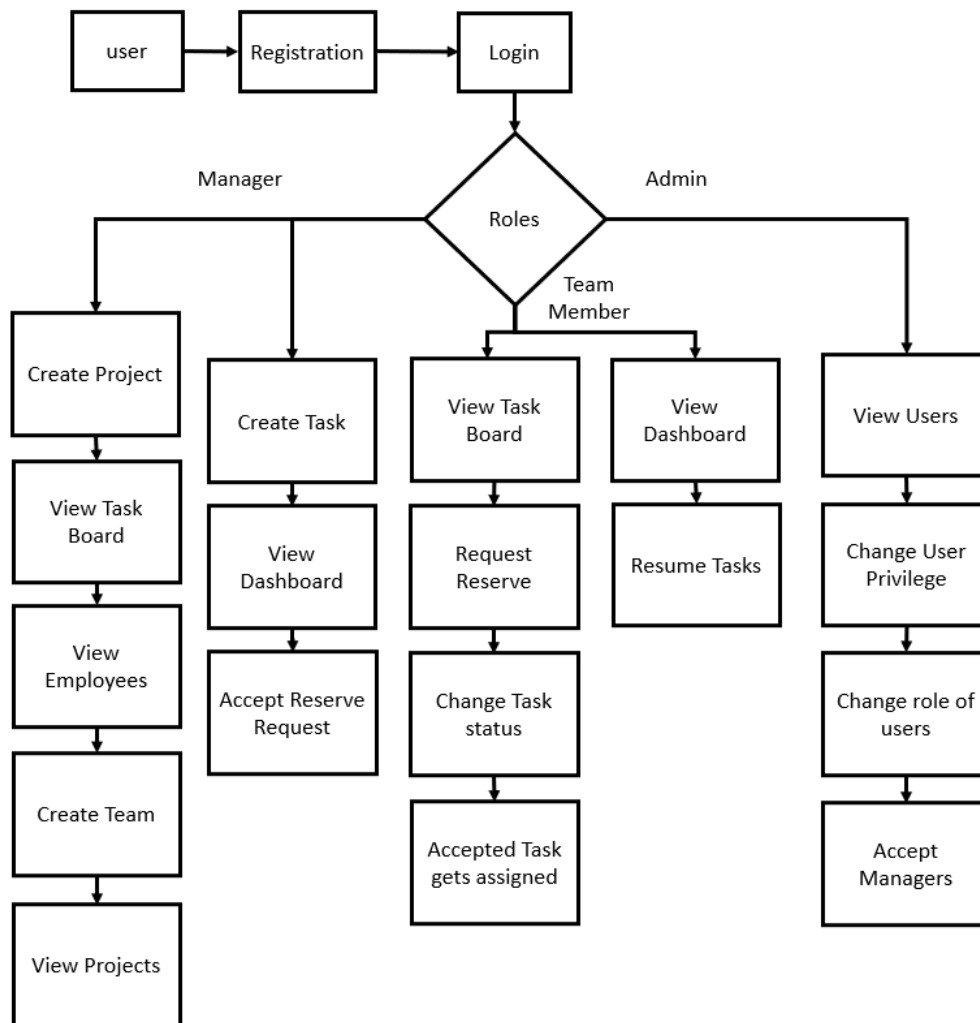 user
Registration
Login
Manager
Admin
Roles
Team
Member
Create Project
View Task
Board
View
Employees
Create Team
View Projects
Create Task
View
Dashboard
Accept Reserve
Request
View Task
Board
Request
Reserve
Change Task
status
Accepted Task
gets assigned
View
Dashboard
Resume Tasks
View Users
Change User
Privilege
Change role of
users
Accept
Managers